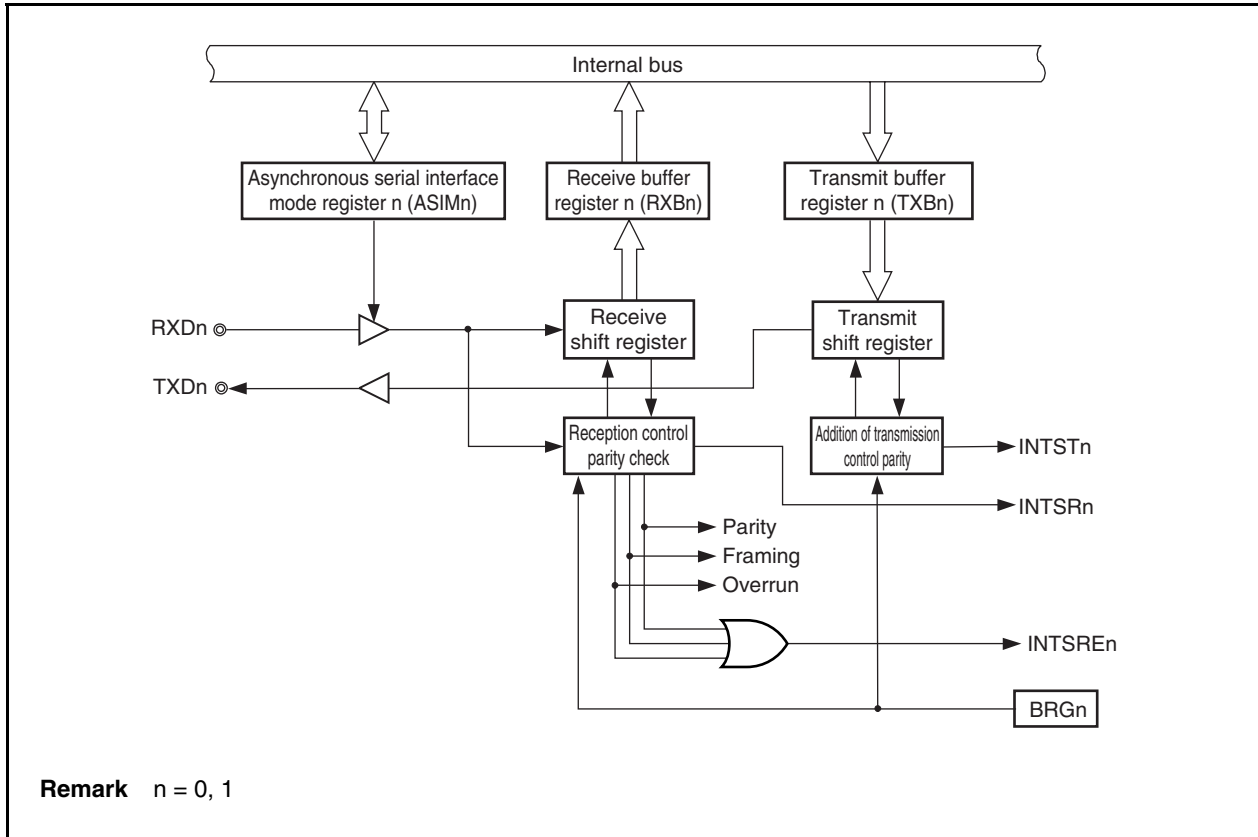 Internal bus
Asynchronous serial interface
mode register n (ASIMn)
Receive buffer
register n (RXBn)
Transmit buffer
register n (TXBn)
RXDn
Receive
shift register
Transmit
shift register
TXDn
Reception control
parity check
Addition of transmission
control parity
INTSTn
INTSRn
Parity
Framing
Overrun
INTSREn
BRGn
Remark n = 0, 1